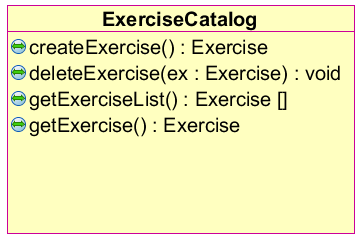 ExerciseCatalog
createExercise() : Exercise
deleteExercise(ex : Exercise) : void
getExerciseList() : Exercise []
getExercise() : Exercise